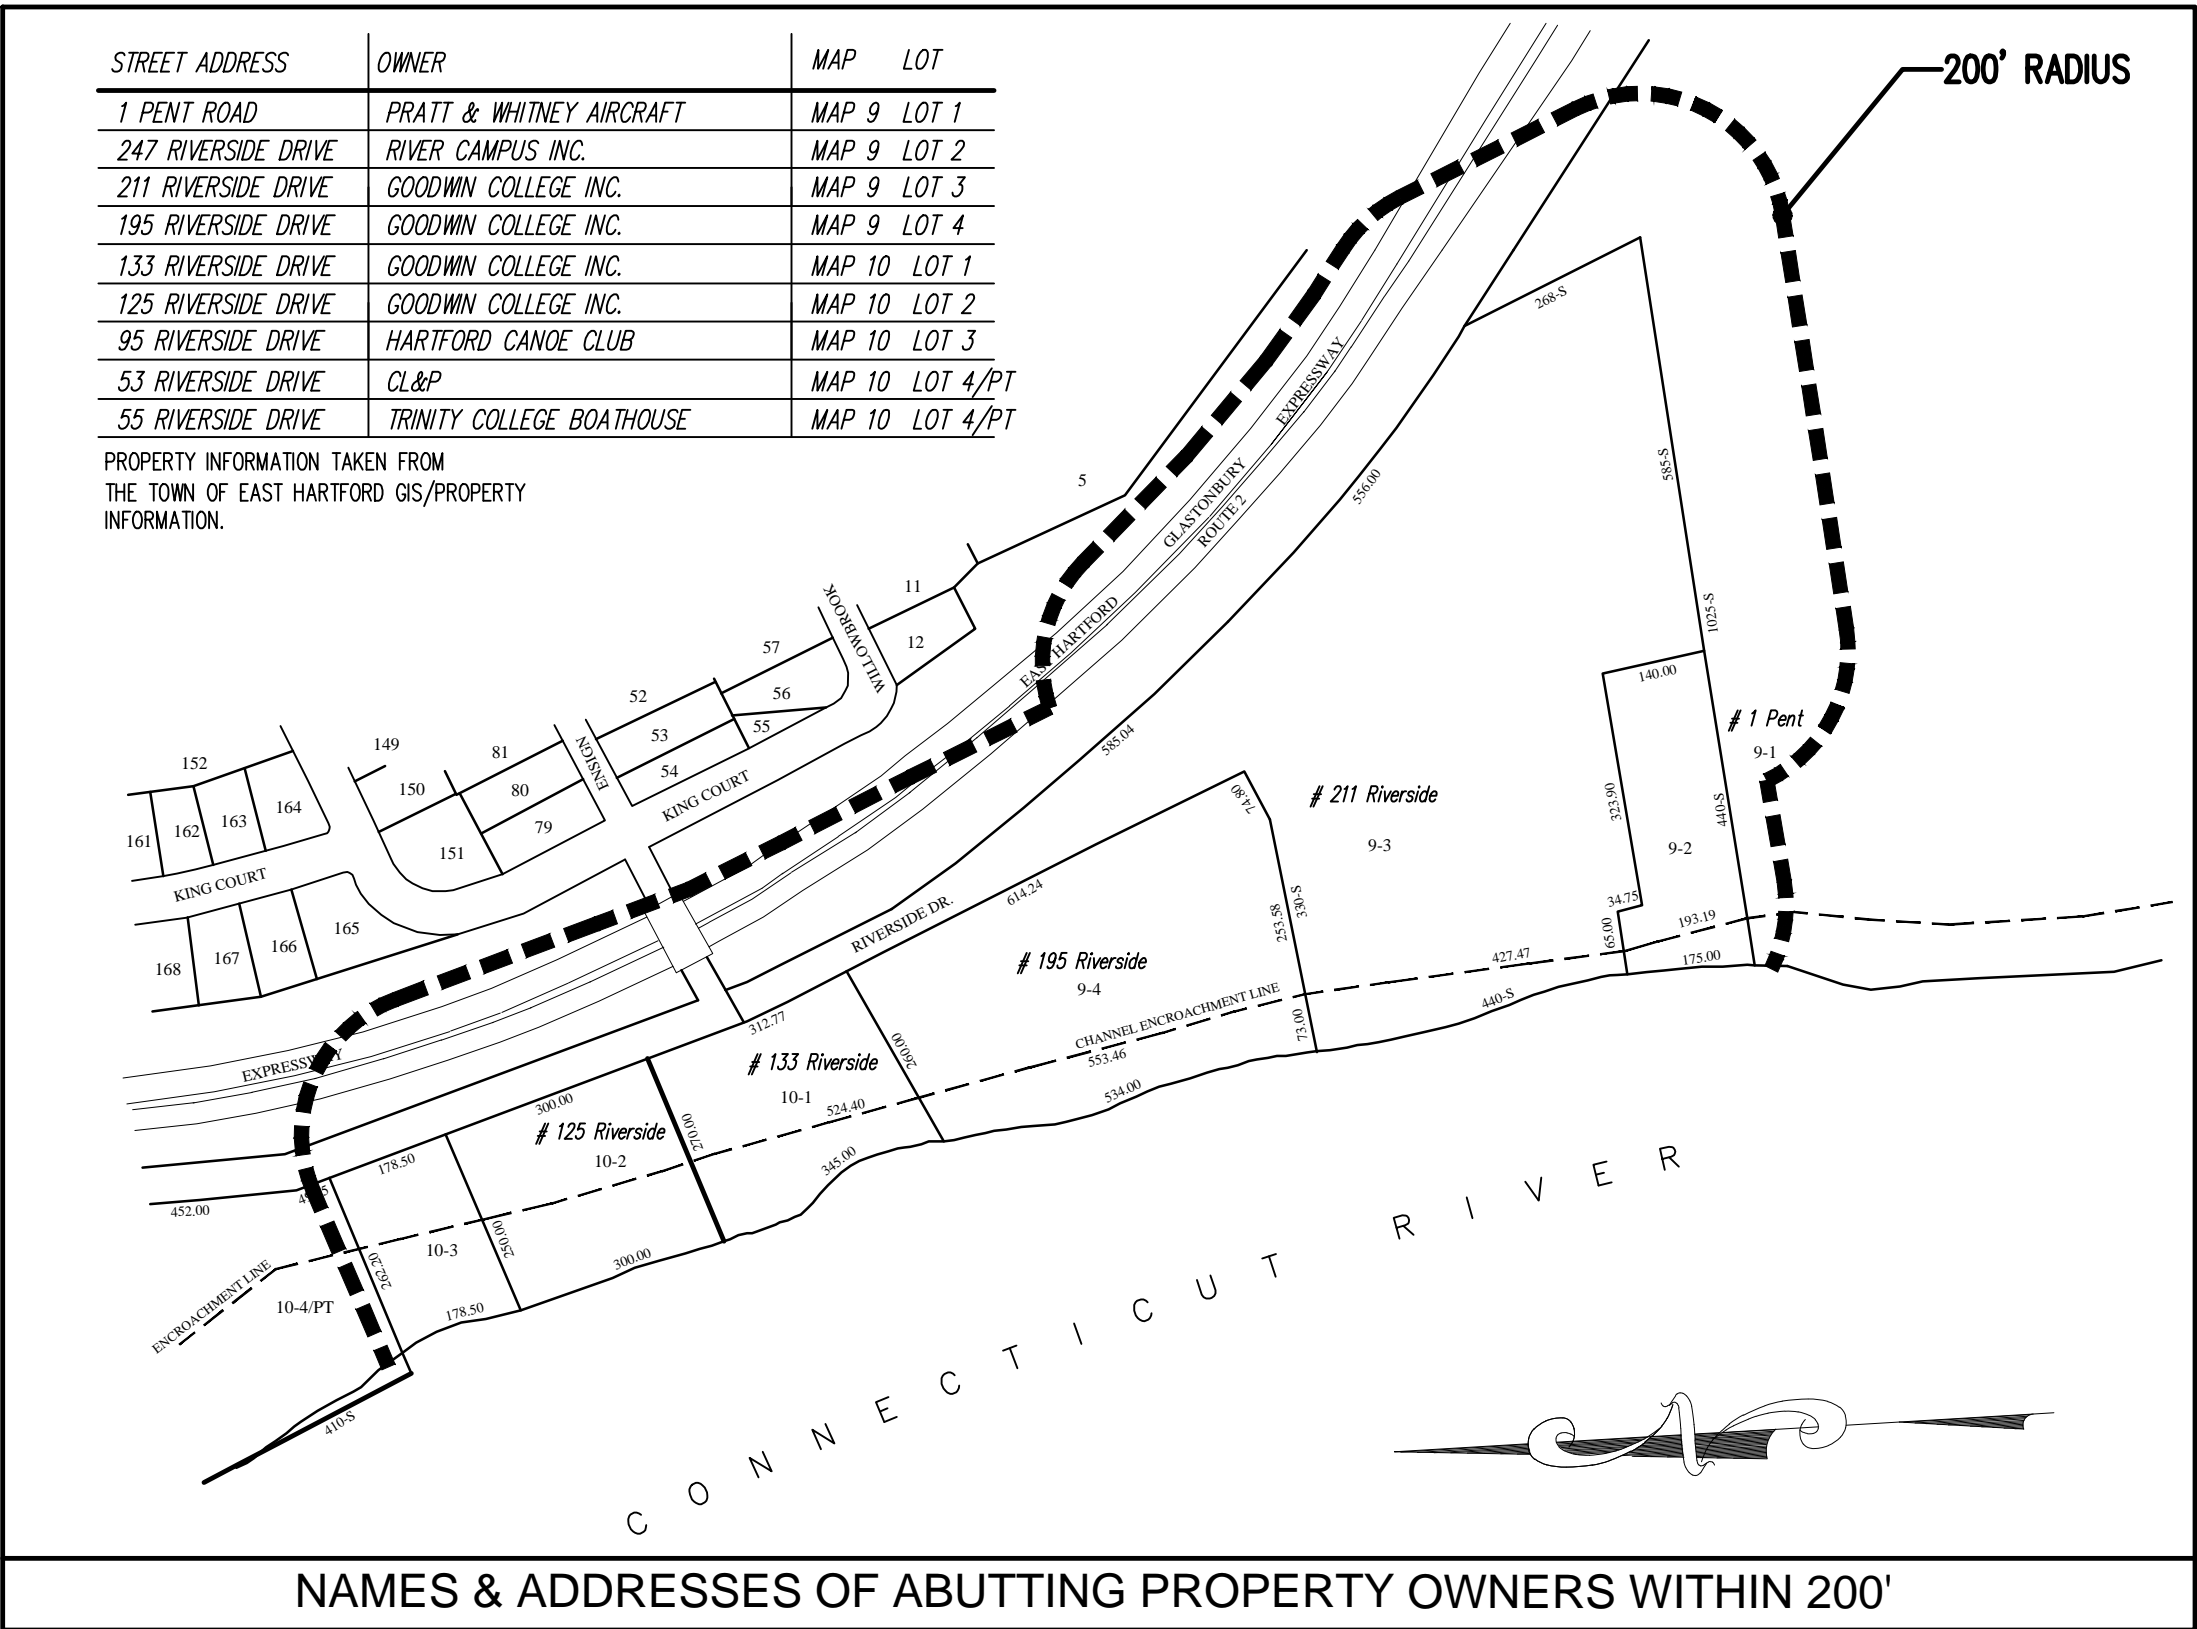 STREET ADDRESS OWNER MAP LOT
1 PENT ROAD PRATT & WHITNEY AIRCRAFT MAP 9 LOT 1
247 RIVERSIDE DRIVE RIVER CAMPUS INC. MAP 9 LOT 2
211 RIVERSIDE DRIVE GOODWIN COLLEGE INC. MAP 9 LOT 3
195 RIVERSIDE DRIVE GOODWIN COLLEGE INC. MAP 9 LOT 4
133 RIVERSIDE DRIVE GOODWIN COLLEGE INC. MAP 10 LOT 1
125 RIVERSIDE DRIVE GOODWIN COLLEGE INC. MAP 10 LOT 2
95 RIVERSIDE DRIVE HARTFORD CANOE CLUB MAP 10 LOT 3
53 RIVERSIDE DRIVE CL&P MAP 10 LOT 4/PT
55 RIVERSIDE DRIVE TRINITY COLLEGE BOATHOUSE MAP 10 LOT 4/PT
PROPERTY INFORMATION TAKEN FROM
THE TOWN OF EAST HARTFORD GIS/PROPERTY
INFORMATION.
200' RADIUS
268-S
585-S
1025-S
440-S
556.00
585.04
EAST HARTFORD
GLASTONBURY
EXPRESSWAY
ROUTE 2
5
11
12
WILLOWBROOK
57
56
55
52
53
54
ENSIGN
KING COURT
81
80
79
149
150
151
152
161
162
163
164
KING COURT
165
166
167
168
140.00
# 1 Pent
9-1
323.90
9-2
34.75
65.00
193.19
175.00
# 211 Riverside
9-3
74.80
253.58
330-S
427.47
440-S
73.00
614.24
RIVERSIDE DR.
# 195 Riverside
9-4
CHANNEL ENCROACHMENT LINE
553.46
534.00
312.77
260.00
# 133 Riverside
10-1
524.40
345.00
270.00
EXPRESSWAY
300.00
# 125 Riverside
10-2
300.00
250.00
178.50
10-3
178.50
262.20
452.00
ENCROACHMENT LINE
10-4/PT
410-S
CONNECTICUT RIVER
N
NAMES & ADDRESSES OF ABUTTING PROPERTY OWNERS WITHIN 200'